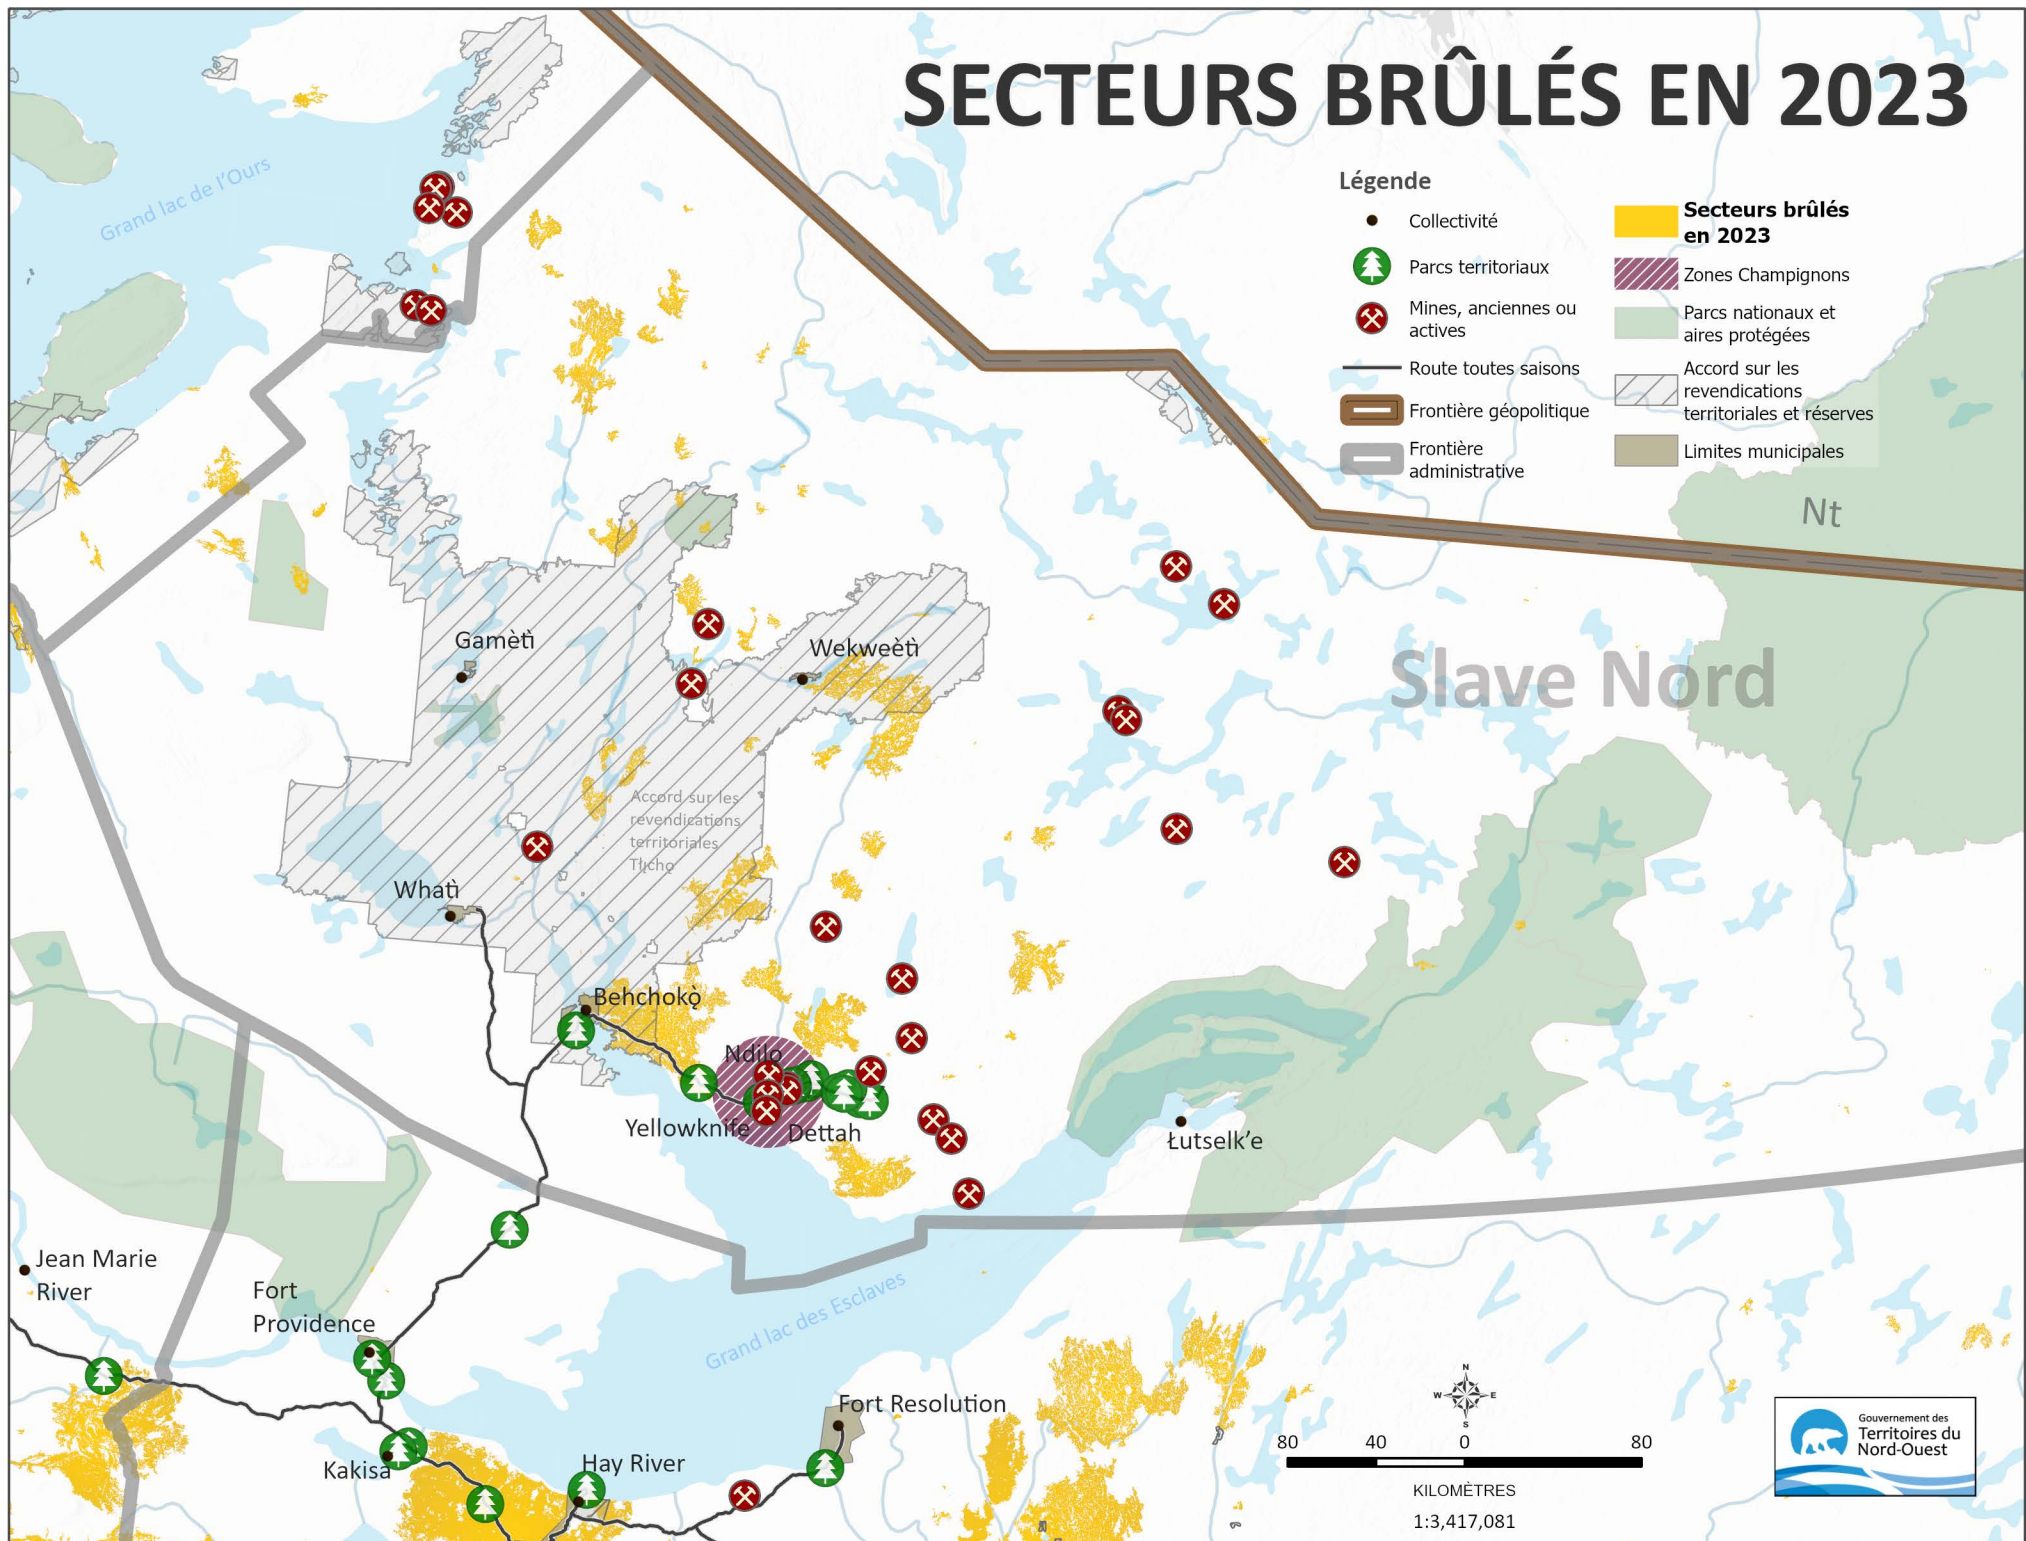 SECTEURS BRÛLÉS EN 2023
Légende
Collectivité
Parcs territoriaux
Mines, anciennes ou
actives
Route toutes saisons
Frontière géopolitique
Frontière
administrative
Secteurs brûlés
en 2023
Zones Champignons
Parcs nationaux et
aires protégées
Accord sur les
revendications
territoriales et réserves
Limites municipales
Grand lac de l'Ours
Nt
Slave Nord
Gamètì
Wekweètì
Accord sur les
revendications
territoriales
Tłı̨chǫ
Whatì
Behchokǫ̀
Ndilo
Yellowknife
Dettah
Łutselk'e
Jean Marie
River
Fort
Providence
Grand lac des Esclaves
Fort Resolution
Kakisa
Hay River
N
W
E
S
80 40 0 80
KILOMÈTRES
1:3,417,081
Gouvernement des
Territoires du
Nord-Ouest